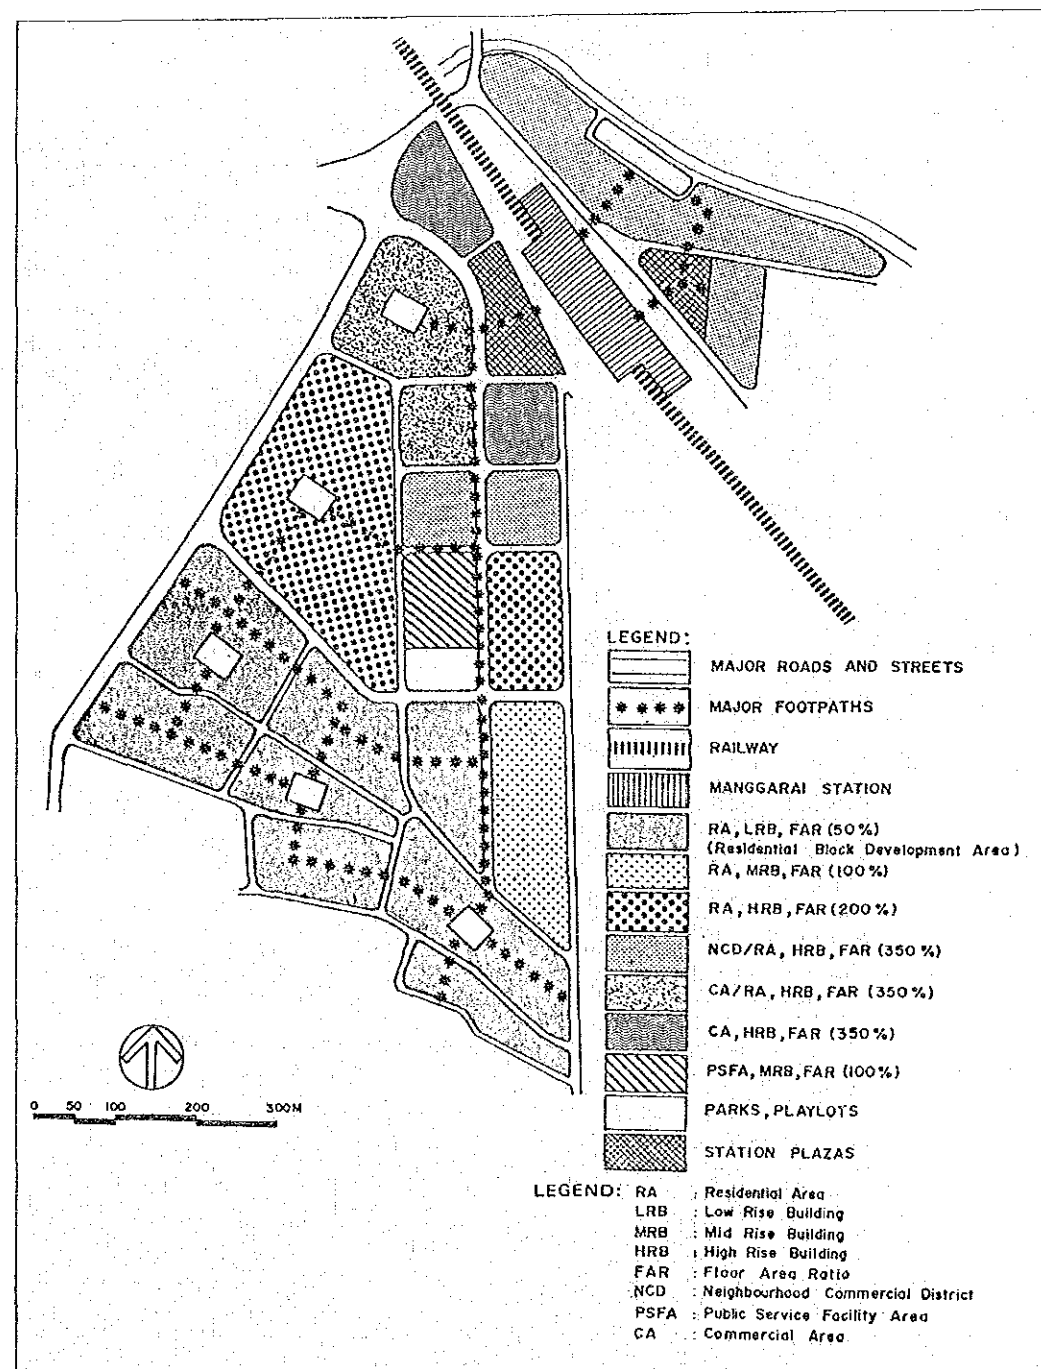 LEGEND:
MAJOR ROADS AND STREETS
MAJOR FOOTPATHS
RAILWAY
MANGGARAI STATION
RA, LRB, FAR (50%)
(Residential Block Development Area)
RA, MRB, FAR (100%)
RA, HRB, FAR (200%)
NCD/RA, HRB, FAR (350%)
CA/RA, HRB, FAR (350%)
CA, HRB, FAR (350%)
PSFA, MRB, FAR (100%)
PARKS, PLAYLOTS
STATION PLAZAS
0 50 100 200 300M
LEGEND: RA : Residential Area
LRB : Low Rise Building
MRB : Mid Rise Building
HRB : High Rise Building
FAR : Floor Area Ratio
NCD : Neighbourhood Commercial District
PSFA : Public Service Facility Area
CA : Commercial Area